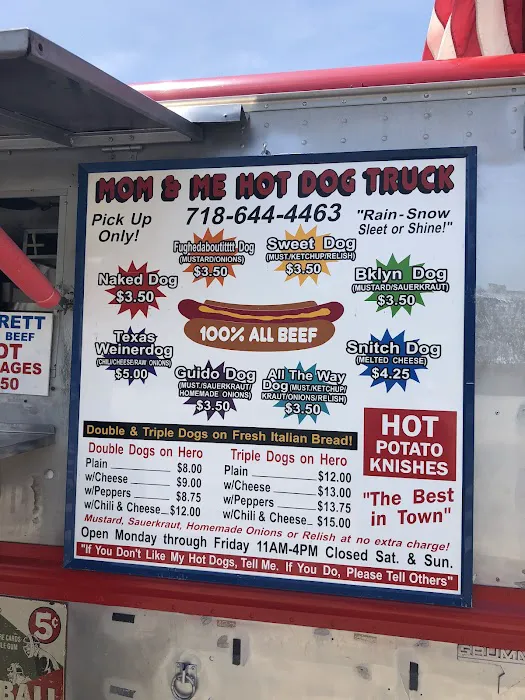 MOM & ME HOT DOG TRUCK
Pick Up
Only!
718-644-4463
"Rain-Snow
Sleet or Shine!"
Fughedaboutitttt Dog
(MUSTARD/ONIONS)
$3.50
Sweet Dog
(MUST./KETCHUP/RELISH)
$3.50
Naked Dog
$3.50
Bklyn Dog
(MUSTARD/SAUERKRAUT)
$3.50
100% ALL BEEF
Texas
Weinerdog
(CHILI/CHEESE/RAW ONIONS)
$5.00
Snitch Dog
(MELTED CHEESE)
$4.25
Guido Dog
(MUST./SAUERKRAUT/
HOMEMADE ONIONS)
$3.50
All The Way
Dog (MUST./KETCHUP/
KRAUT/ONIONS/RELISH)
$3.50
Double & Triple Dogs on Fresh Italian Bread!
Double Dogs on Hero
Plain $8.00
w/Cheese $9.00
w/Peppers $8.75
w/Chili & Cheese $12.00
Triple Dogs on Hero
Plain $12.00
w/Cheese $13.00
w/Peppers $13.75
w/Chili & Cheese $15.00
HOT
POTATO
KNISHES
"The Best
in Town"
Mustard, Sauerkraut, Homemade Onions or Relish at no extra charge!
Open Monday through Friday 11AM-4PM Closed Sat. & Sun.
"If You Don't Like My Hot Dogs, Tell Me. If You Do, Please Tell Others"
RETT
BEEF
OT
AGES
50
5¢
RE CARDS
LE GUM
BALL